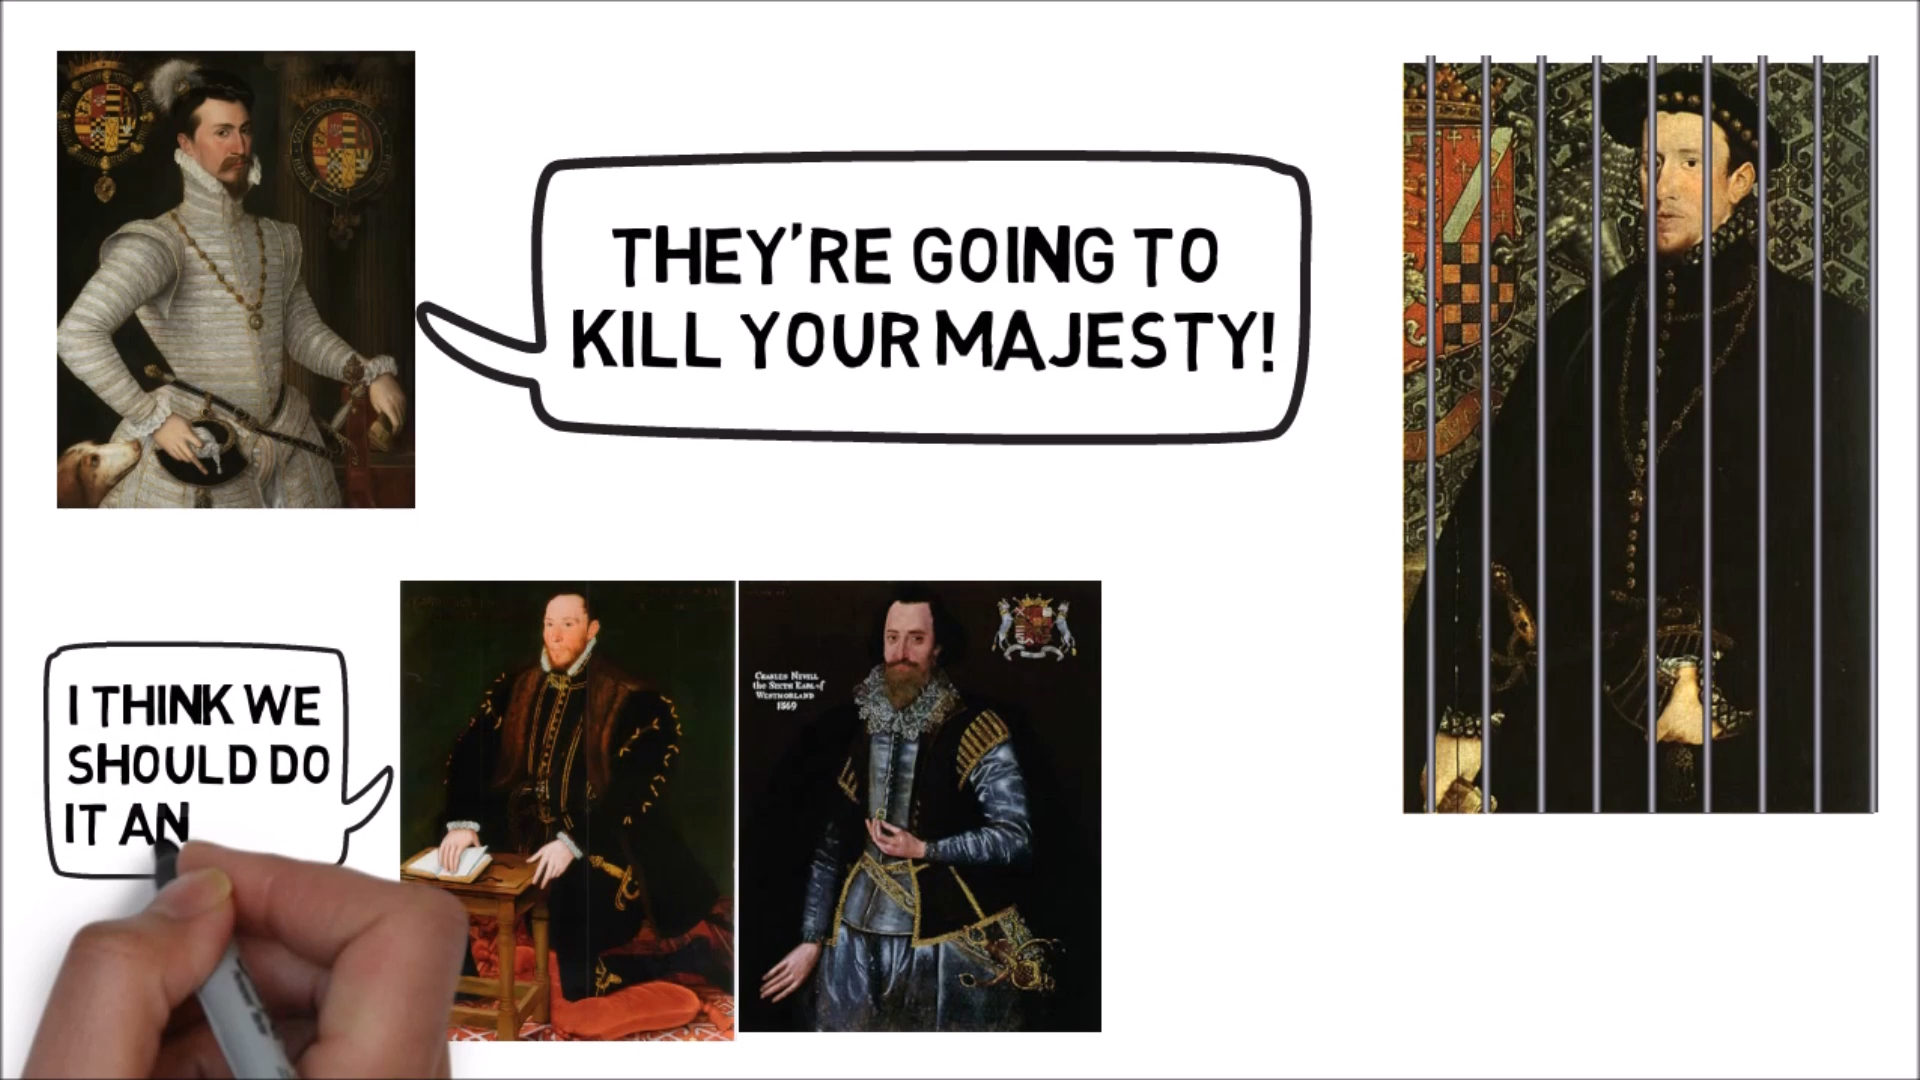 THEY'RE GOING TO
KILL YOUR MAJESTY!
I THINK WE
SHOULD DO
IT AN
CHARLES NEVILL
the SIXTH EARL of
WESTMORLAND
1569